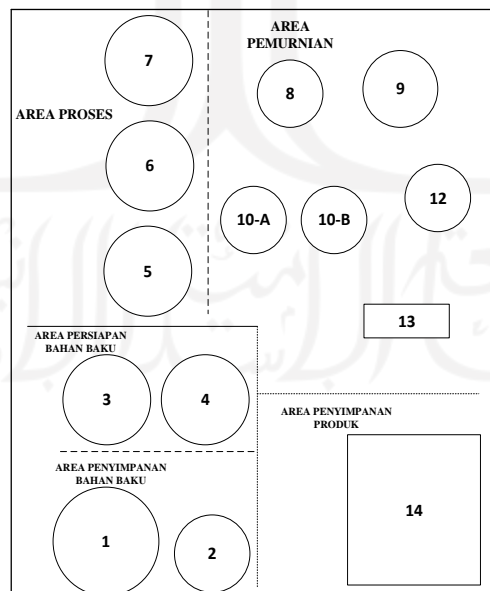 AREA
PEMURNIAN
7
8
9
AREA PROSES
6
12
10-A
10-B
5
13
AREA PERSIAPAN
BAHAN BAKU
3
4
AREA PENYIMPANAN
PRODUK
AREA PENYIMPANAN
BAHAN BAKU
14
1
2